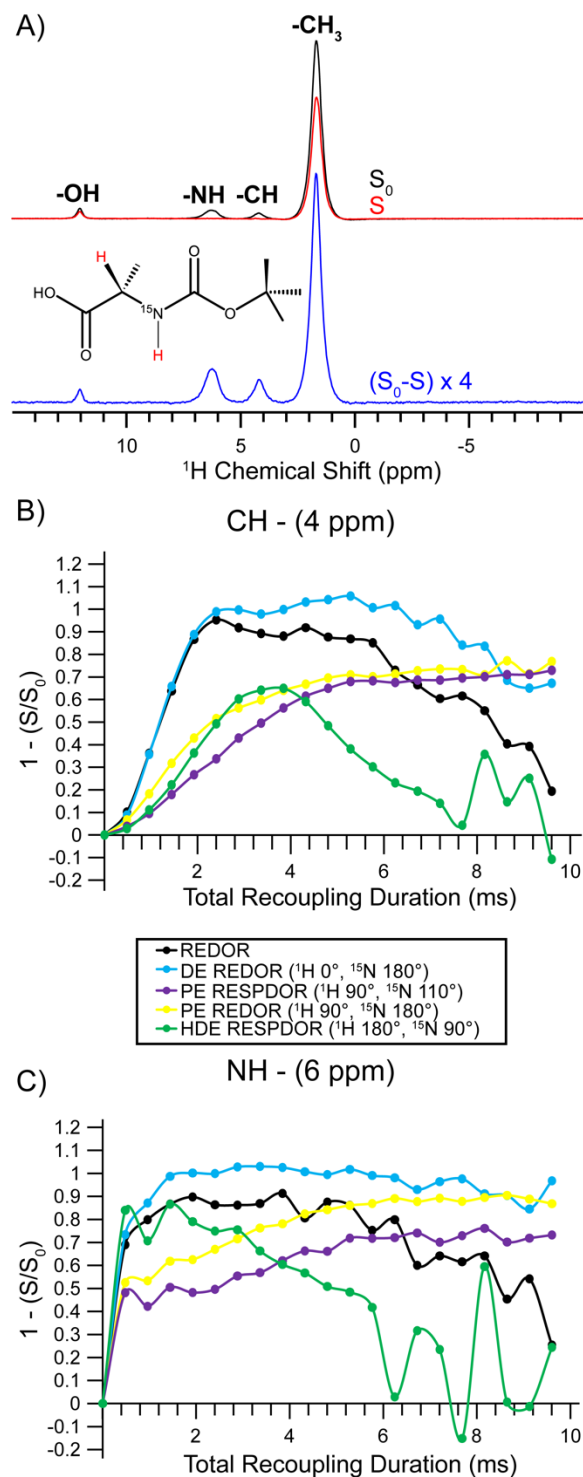 A)
-CH₃
-OH
-NH
-CH
S₀
S
H
HO
O
¹⁵N
O
O
H
(S₀-S) x 4
10
5
0
-5
¹H Chemical Shift (ppm)
B)
CH - (4 ppm)
1.2
1.1
1
0.9
0.8
0.7
0.6
0.5
0.4
0.3
0.2
0.1
0
-0.1
-0.2
1 - (S/S₀)
2
4
6
8
10
Total Recoupling Duration (ms)
REDOR
DE REDOR (¹H 0°, ¹⁵N 180°)
PE RESPDOR (¹H 90°, ¹⁵N 110°)
PE REDOR (¹H 90°, ¹⁵N 180°)
HDE RESPDOR (¹H 180°, ¹⁵N 90°)
C)
NH - (6 ppm)
1.2
1.1
1
0.9
0.8
0.7
0.6
0.5
0.4
0.3
0.2
0.1
0
-0.1
-0.2
1 - (S/S₀)
2
4
6
8
10
Total Recoupling Duration (ms)